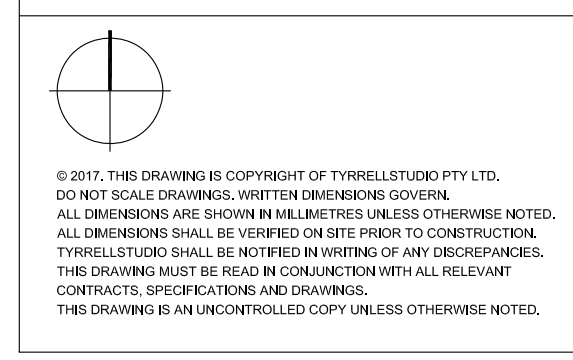 © 2017. THIS DRAWING IS COPYRIGHT OF TYRRELLSTUDIO PTY LTD.
DO NOT SCALE DRAWINGS. WRITTEN DIMENSIONS GOVERN.
ALL DIMENSIONS ARE SHOWN IN MILLIMETRES UNLESS OTHERWISE NOTED.
ALL DIMENSIONS SHALL BE VERIFIED ON SITE PRIOR TO CONSTRUCTION.
TYRRELLSTUDIO SHALL BE NOTIFIED IN WRITING OF ANY DISCREPANCIES.
THIS DRAWING MUST BE READ IN CONJUNCTION WITH ALL RELEVANT
CONTRACTS, SPECIFICATIONS AND DRAWINGS.
THIS DRAWING IS AN UNCONTROLLED COPY UNLESS OTHERWISE NOTED.